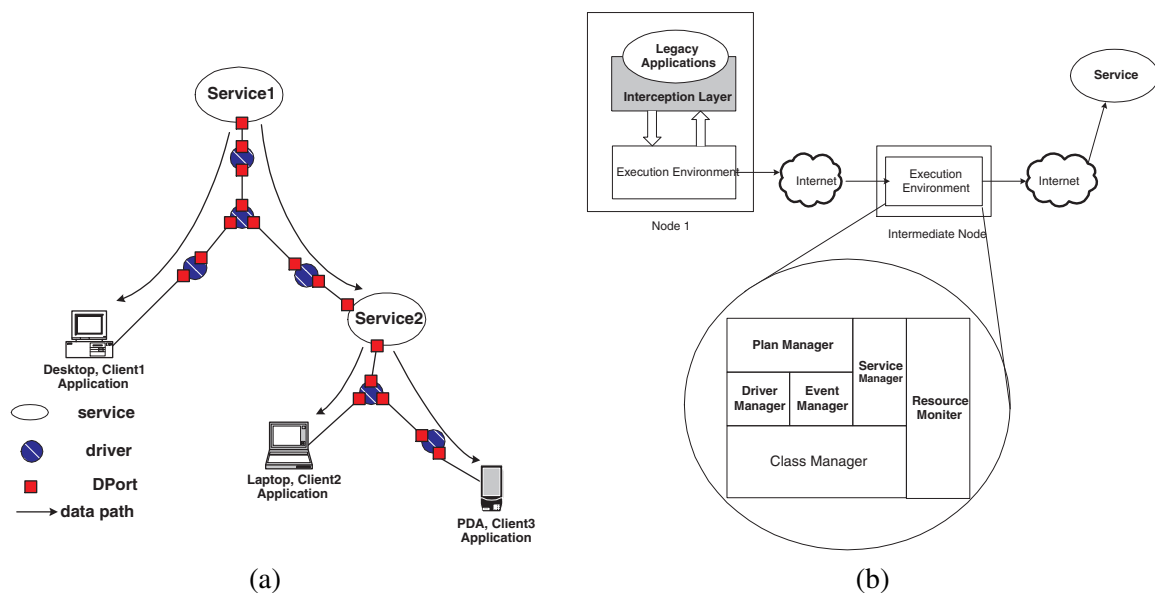 Service1
Service2
Desktop, Client1
Application
service
driver
DPort
data path
Laptop, Client2
Application
PDA, Client3
Application
(a)
Legacy
Applications
Interception Layer
Execution Environment
Node 1
Internet
Execution
Environment
Intermediate Node
Internet
Service
Plan Manager
Driver
Manager
Event
Manager
Service
Manager
Resource
Moniter
Class Manager
(b)